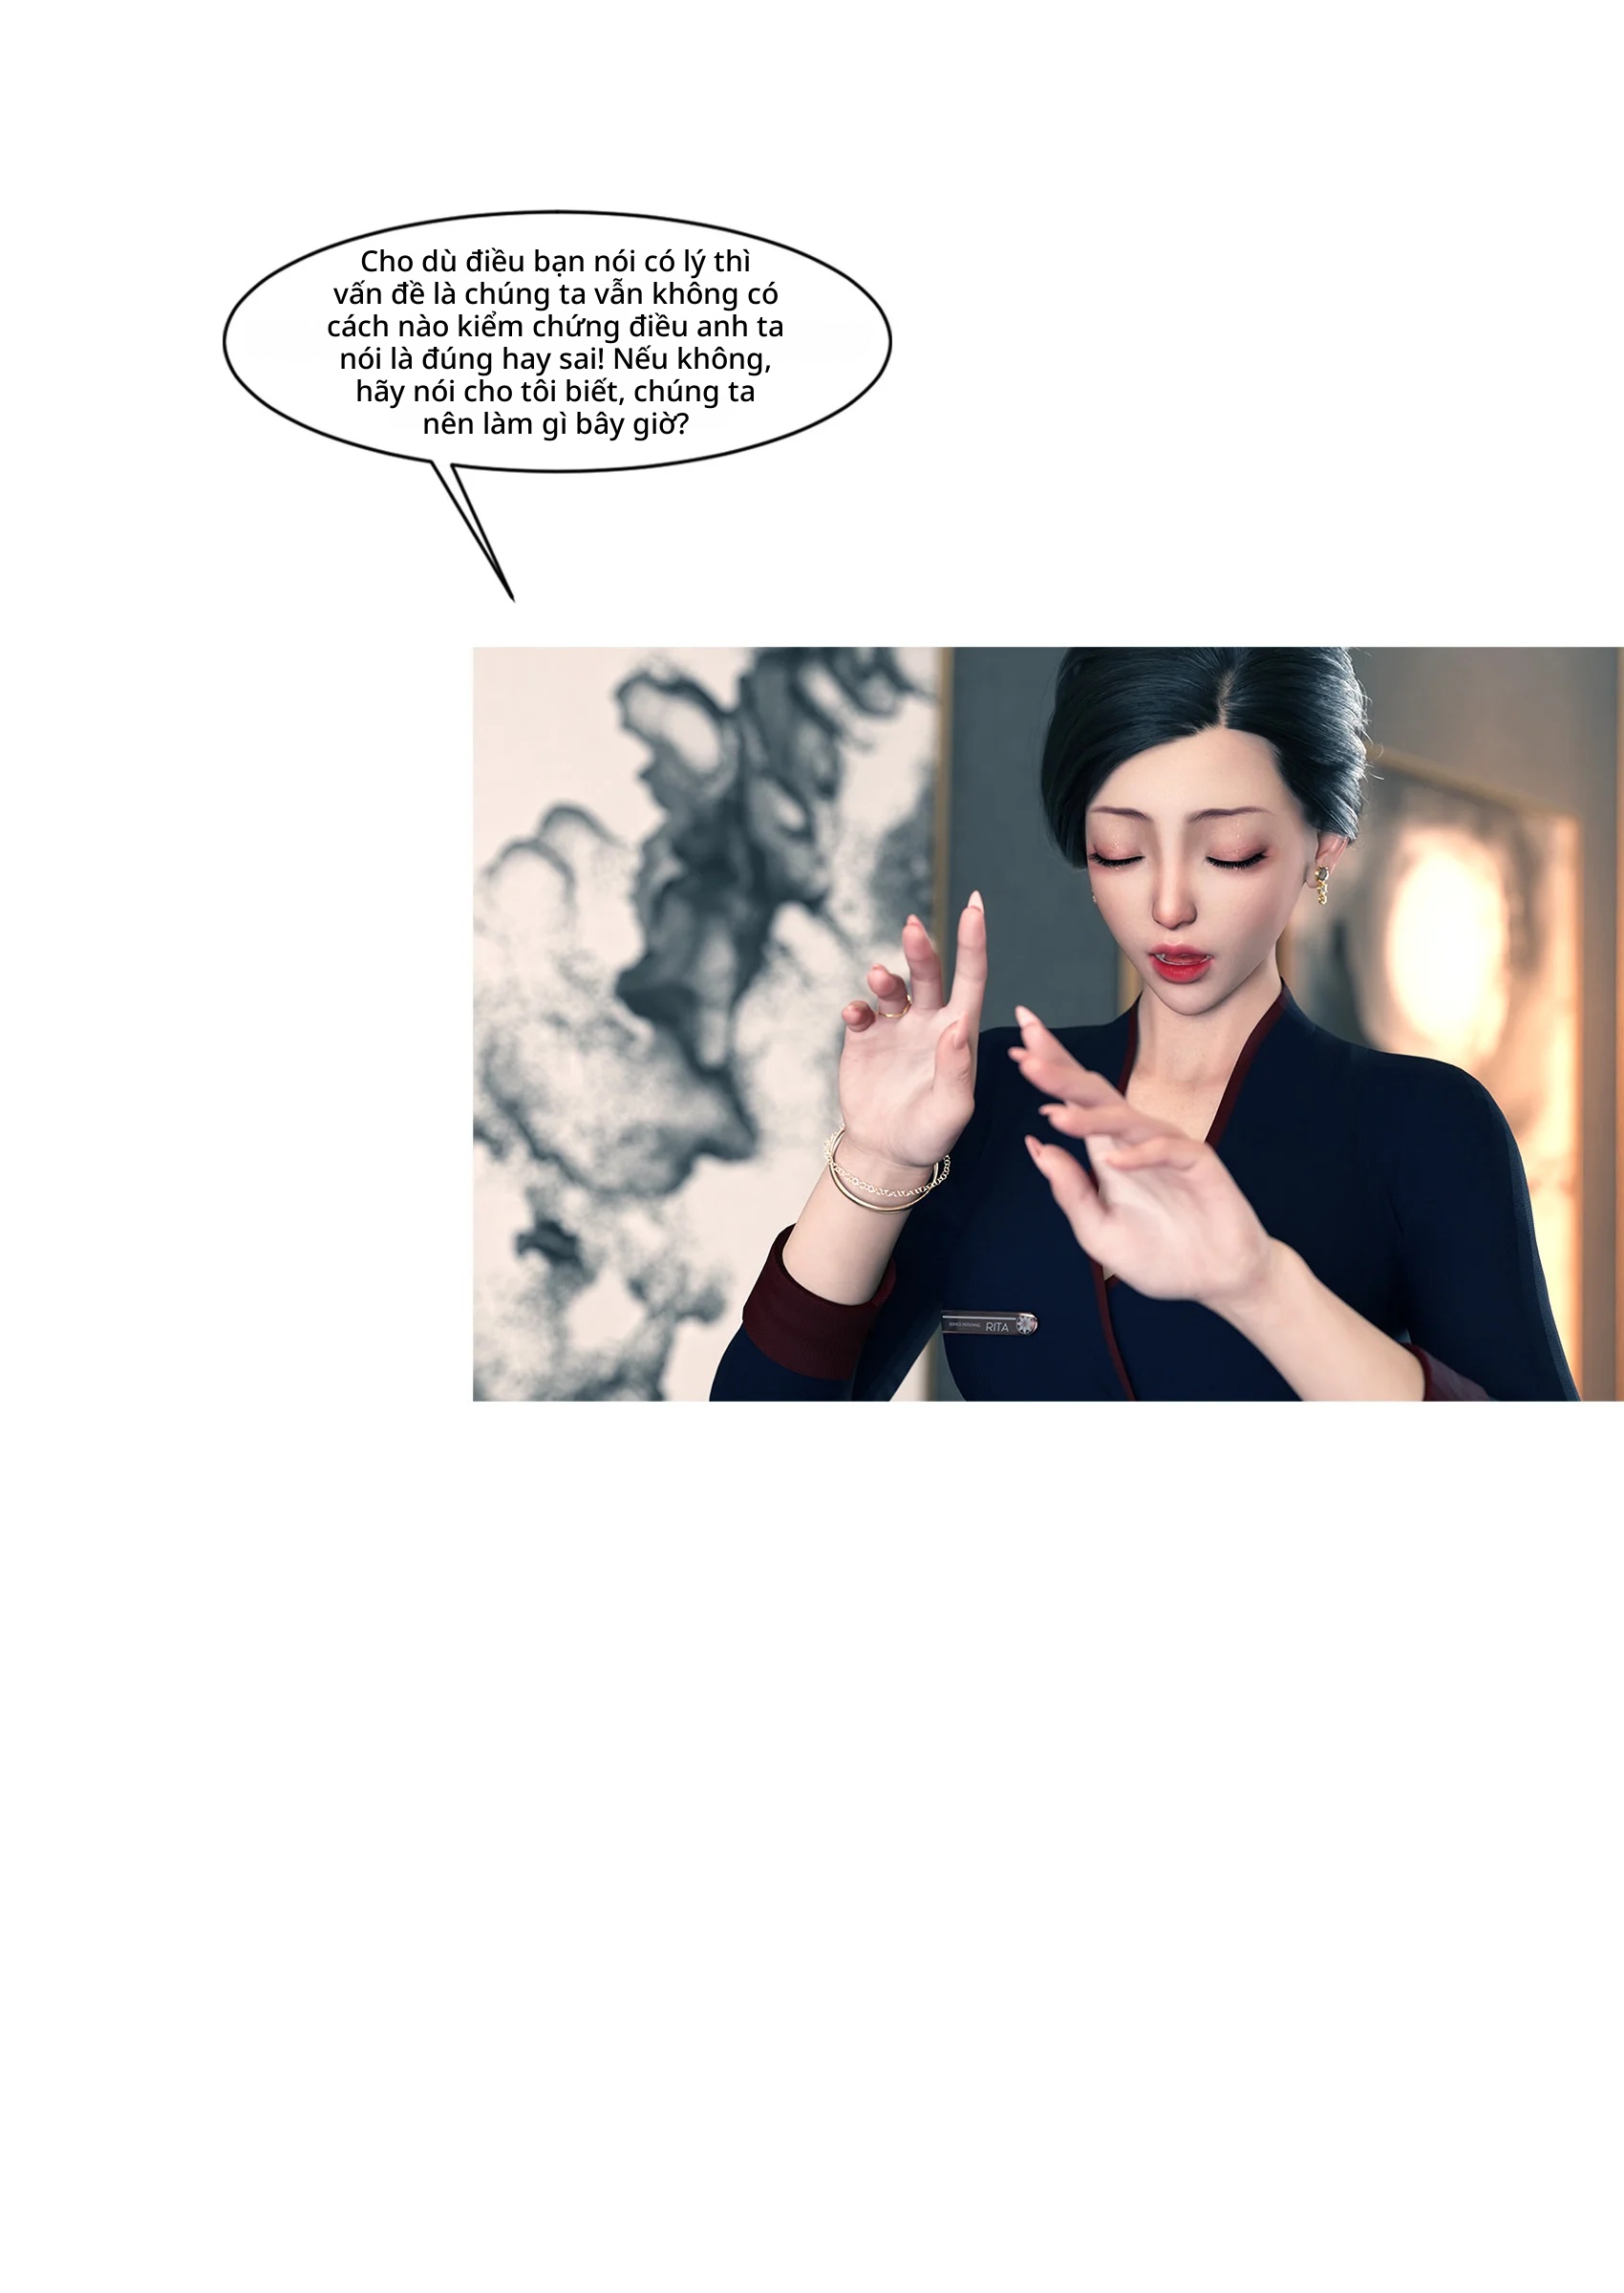 Cho dù điều bạn nói có lý thì
vấn đề là chúng ta vẫn không có
cách nào kiểm chứng điều anh ta
nói là đúng hay sai! Nếu không,
hãy nói cho tôi biết, chúng ta
nên làm gì bây giờ?
RITA